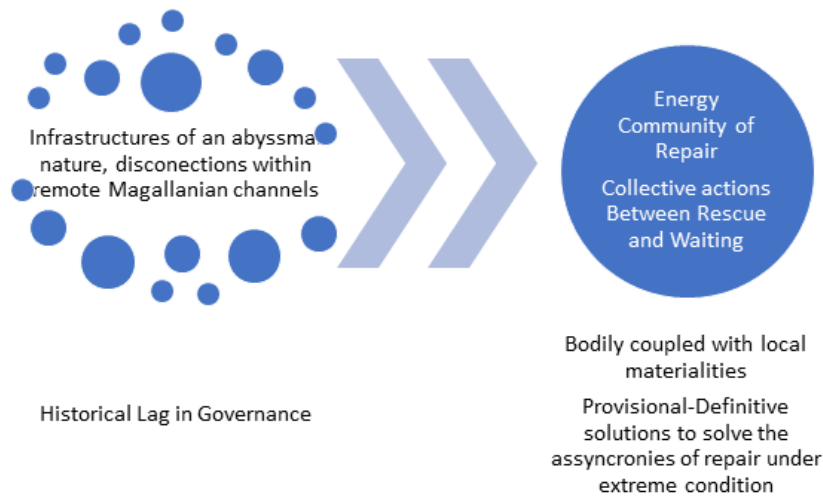 Infrastructures of an abyssma
nature, disconections within
remote Magallanian channels
Historical Lag in Governance
Energy
Community of
Repair
Collective actions
Between Rescue
and Waiting
Bodily coupled with local
materialities
Provisional-Definitive
solutions to solve the
assyncronies of repair under
extreme condition